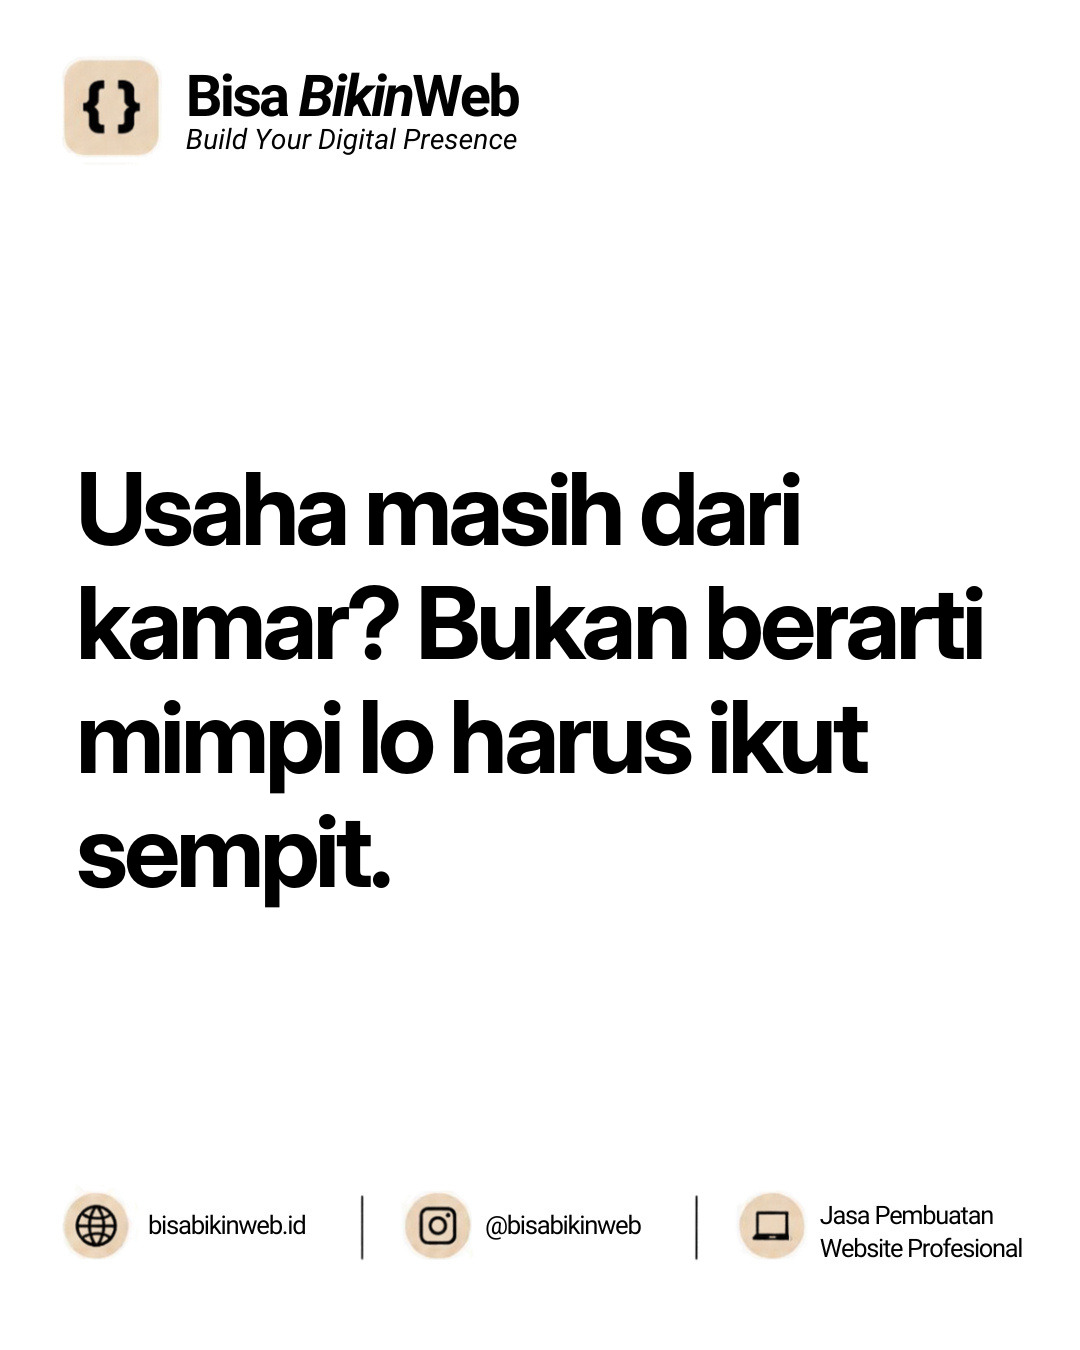 { }
Bisa BikinWeb
Build Your Digital Presence
Usaha masih dari
kamar? Bukan berarti
mimpi lo harus ikut
sempit.
bisabikinweb.id
@bisabikinweb
Jasa Pembuatan
Website Profesional